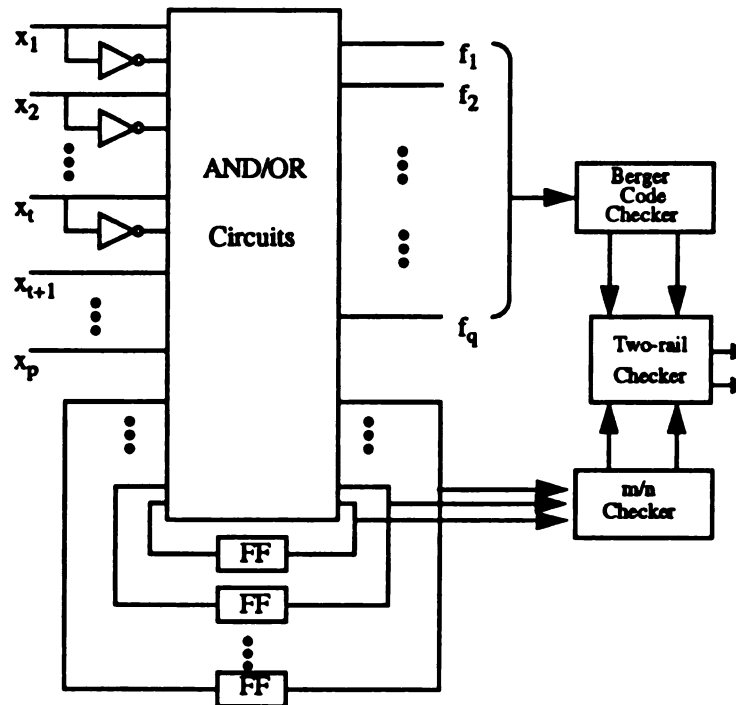 x1
x2
xt
xt+1
xp
AND/OR
Circuits
f1
f2
fq
Berger
Code
Checker
Two-rail
Checker
m/n
Checker
FF
FF
FF